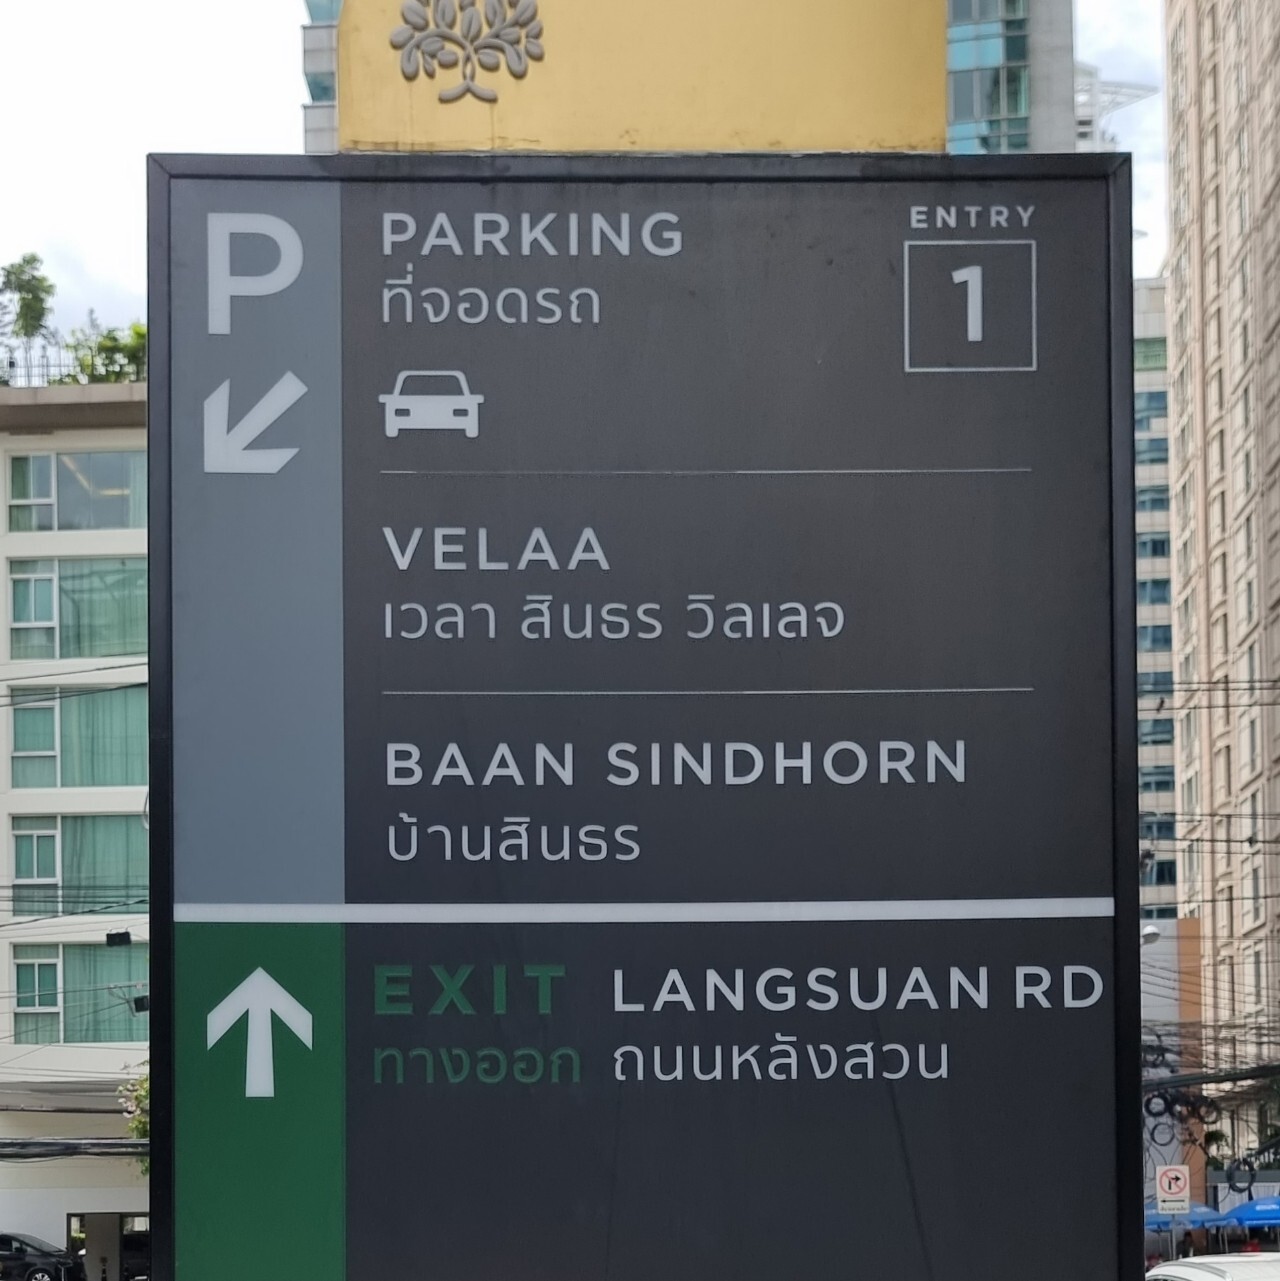 P
PARKING
ที่จอดรถ
ENTRY
1
VELAA
เวลา สินธร วิลเลจ
BAAN SINDHORN
บ้านสินธร
EXIT LANGSUAN RD
ทางออก ถนนหลังสวน